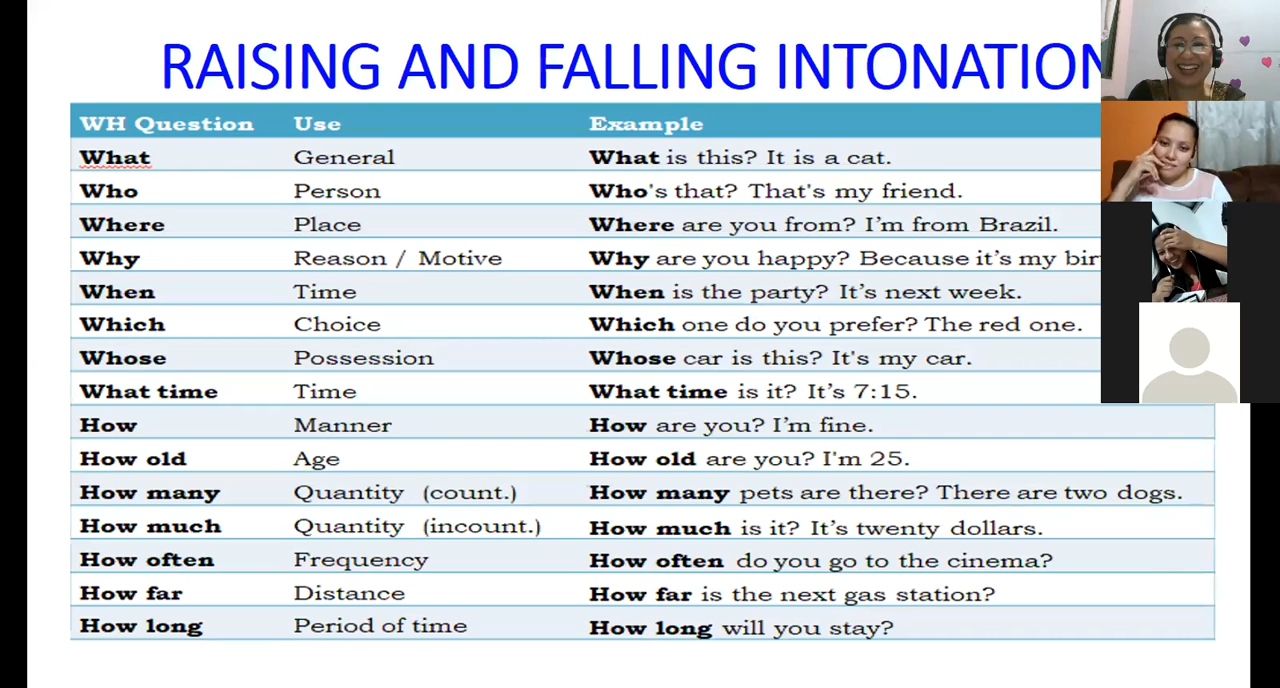 RAISING AND FALLING INTONATION
WH Question Use Example
What General What is this? It is a cat.
Who Person Who's that? That's my friend.
Where Place Where are you from? I'm from Brazil.
Why Reason / Motive Why are you happy? Because it's my
When Time When is the party? It's next week.
Which Choice Which one do you prefer? The red one.
Whose Possession Whose car is this? It's my car.
What time Time What time is it? It's 7:15.
How Manner How are you? I'm fine.
How old Age How old are you? I'm 25.
How many Quantity (count.) How many pets are there? There are two dogs.
How much Quantity (incount.) How much is it? It's twenty dollars.
How often Frequency How often do you go to the cinema?
How far Distance How far is the next gas station?
How long Period of time How long will you stay?